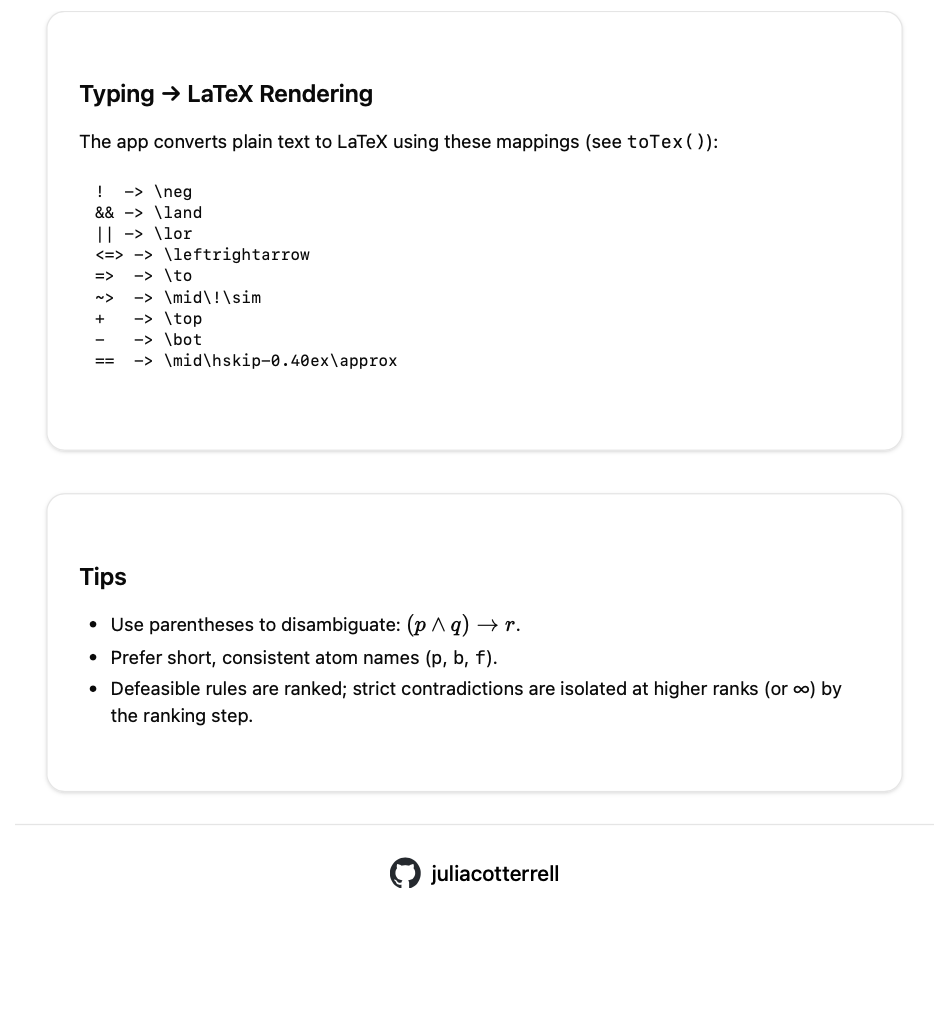 Typing → LaTeX Rendering
The app converts plain text to LaTeX using these mappings (see toTex()):
!  -> \neg
&& -> \land
|| -> \lor
<=> -> \leftrightarrow
=>  -> \to
~>  -> \mid\!\sim
+   -> \top
-   -> \bot
==  -> \mid\hskip-0.40ex\approx
Tips
• Use parentheses to disambiguate: (p ∧ q) → r.
• Prefer short, consistent atom names (p, b, f).
• Defeasible rules are ranked; strict contradictions are isolated at higher ranks (or ∞) by
the ranking step.
juliacotterrell